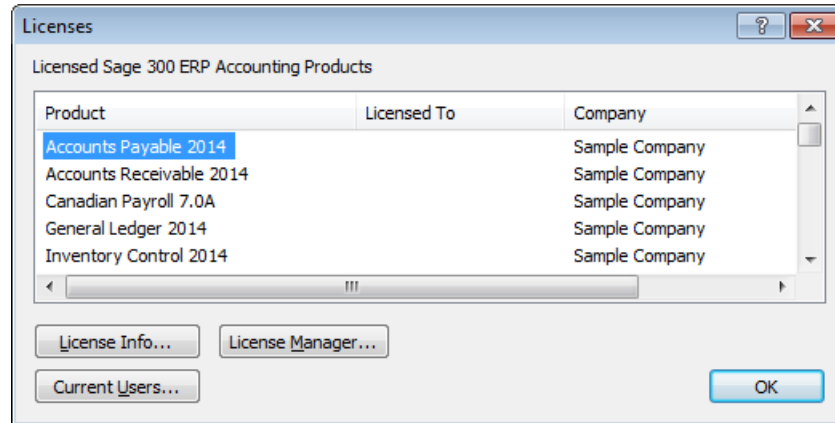 Licenses
Licensed Sage 300 ERP Accounting Products
Product Licensed To Company
Accounts Payable 2014 Sample Company
Accounts Receivable 2014 Sample Company
Canadian Payroll 7.0A Sample Company
General Ledger 2014 Sample Company
Inventory Control 2014 Sample Company
License Info... License Manager...
Current Users... OK